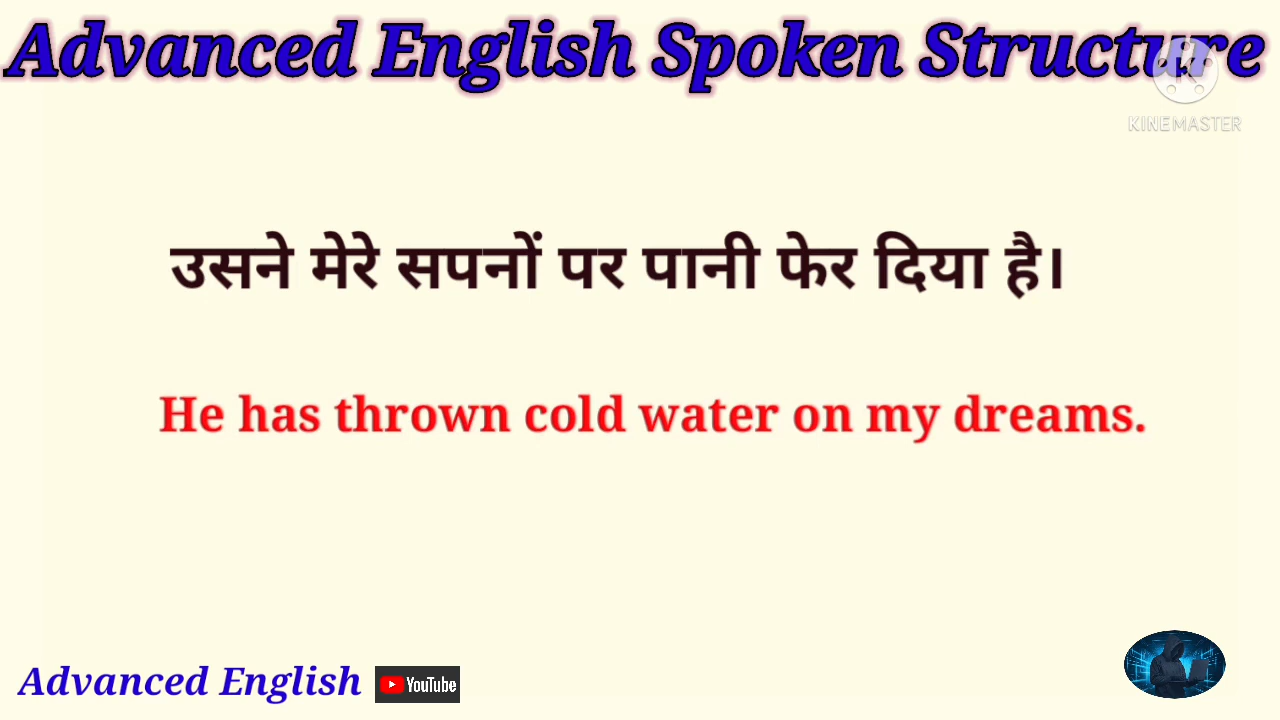 Advanced English Spoken Structure
KINEMASTER
उसने मेरे सपनों पर पानी फेर दिया है।
He has thrown cold water on my dreams.
Advanced English YouTube